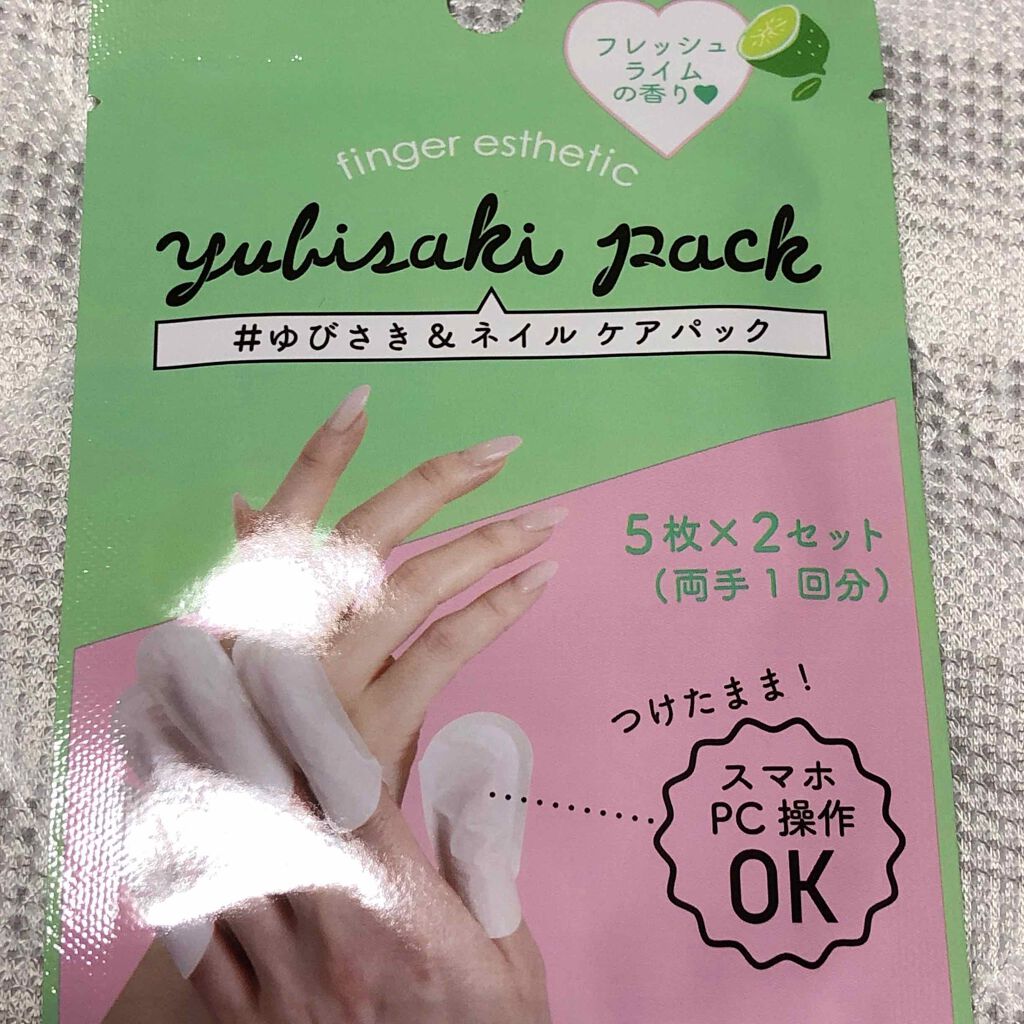 フレッシュ
ライム
の香り♥
finger esthetic
yubisaki pack
#ゆびさき&ネイル ケアパック
5枚×2セット
(両手1回分)
つけたまま!
スマホ
PC操作
OK